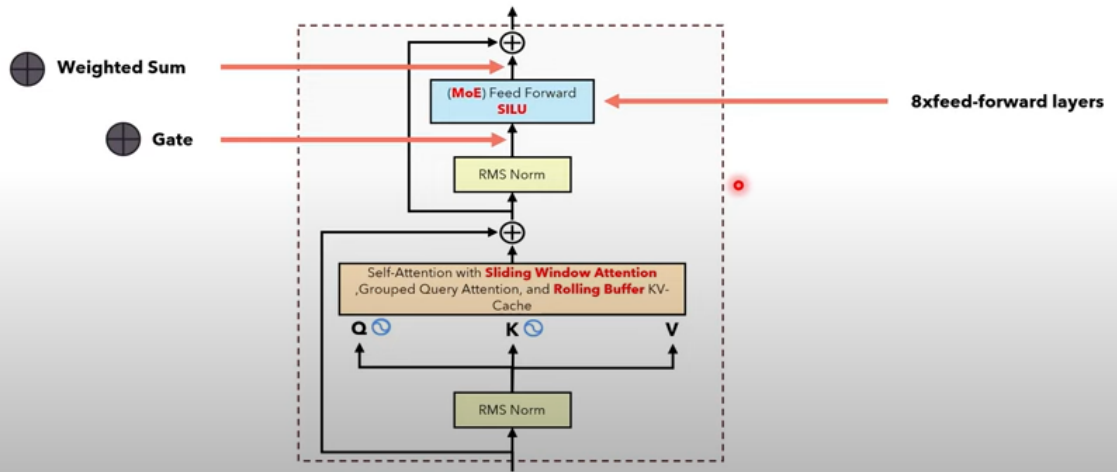 Weighted Sum
(MoE) Feed Forward
SILU
8xfeed-forward layers
Gate
RMS Norm
Self-Attention with Sliding Window Attention
,Grouped Query Attention, and Rolling Buffer KV-
Cache
Q
K
V
RMS Norm